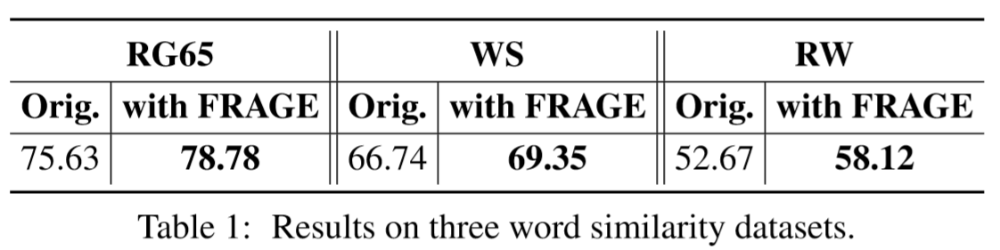 RG65 WS RW
Orig. with FRAGE Orig. with FRAGE Orig. with FRAGE
75.63 78.78 66.74 69.35 52.67 58.12
Table 1: Results on three word similarity datasets.